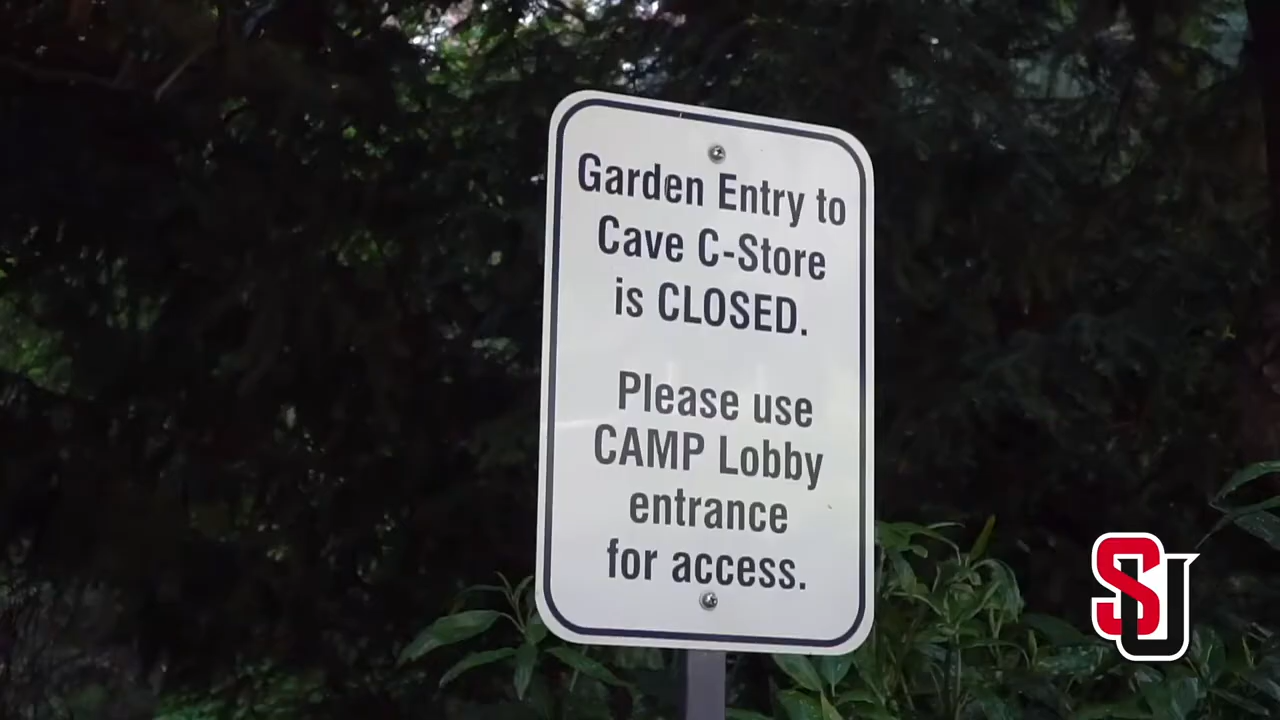 Garden Entry to
Cave C-Store
is CLOSED.
Please use
CAMP Lobby
entrance
for access.
SU